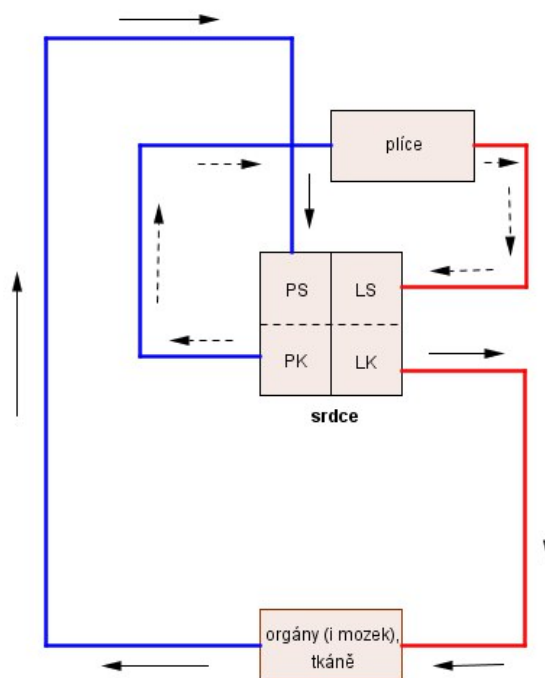 plíce
PS
LS
PK
LK
srdce
orgány (i mozek),
tkáně